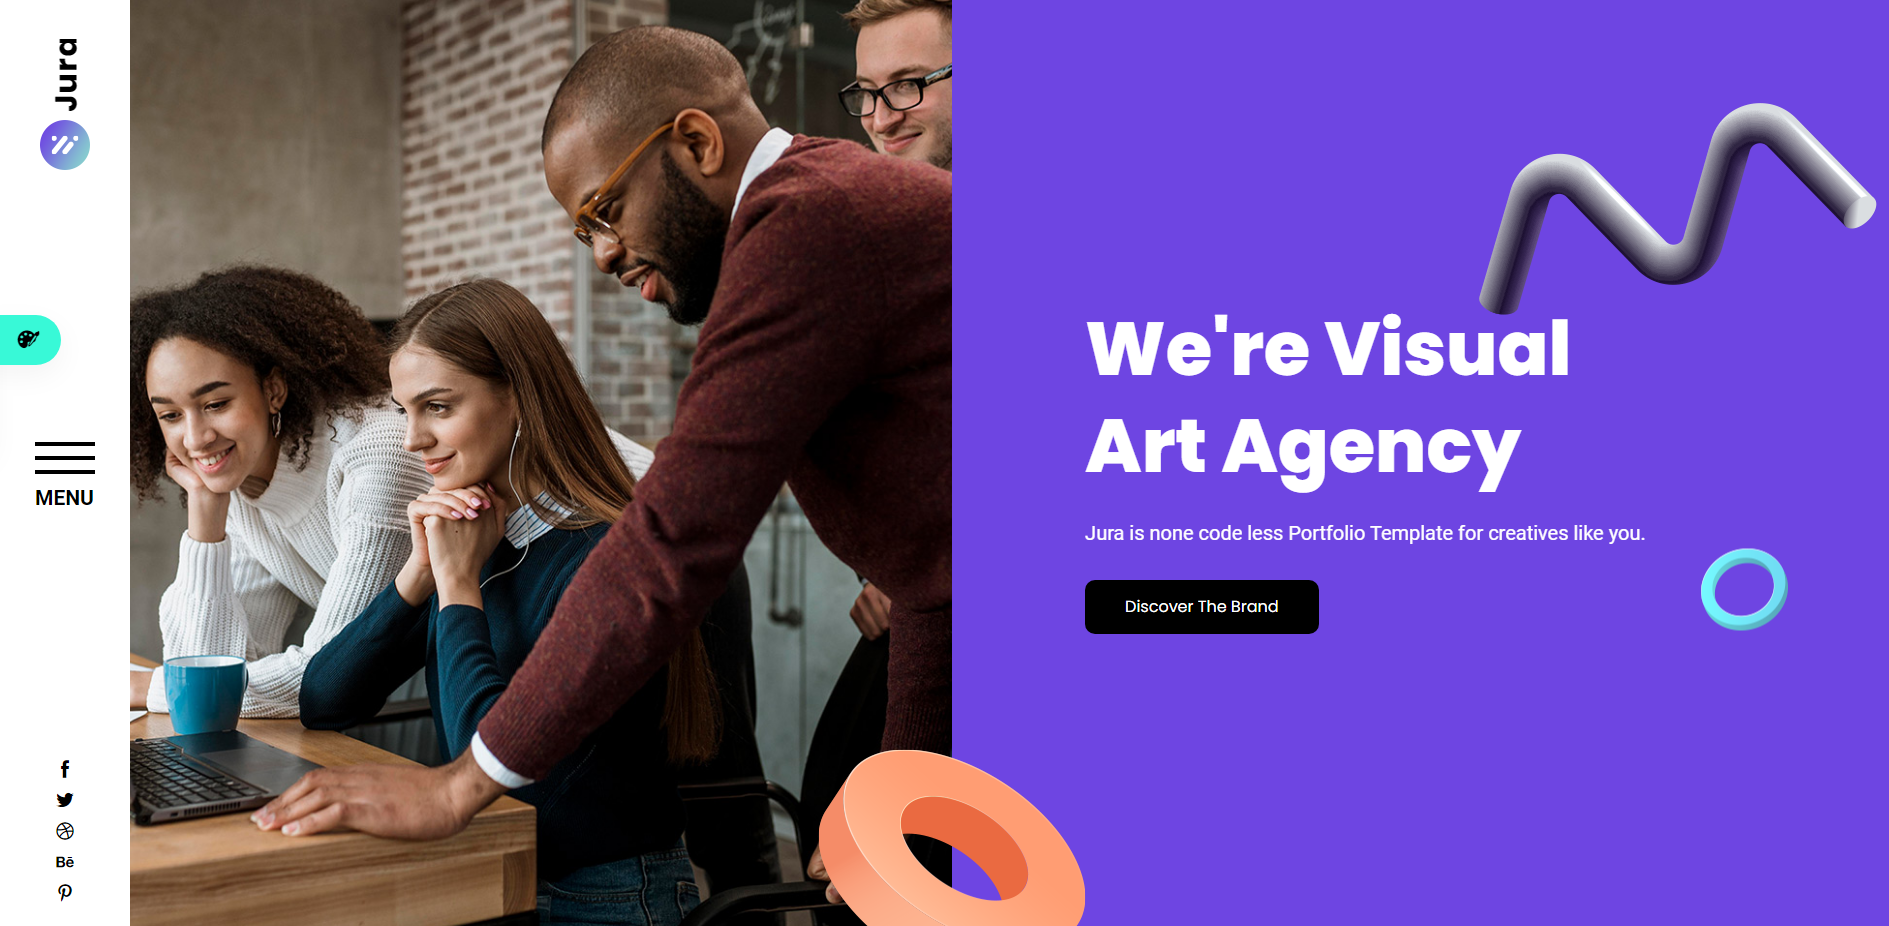 Jura
MENU
Bē
We're Visual
Art Agency
Jura is none code less Portfolio Template for creatives like you.
Discover The Brand